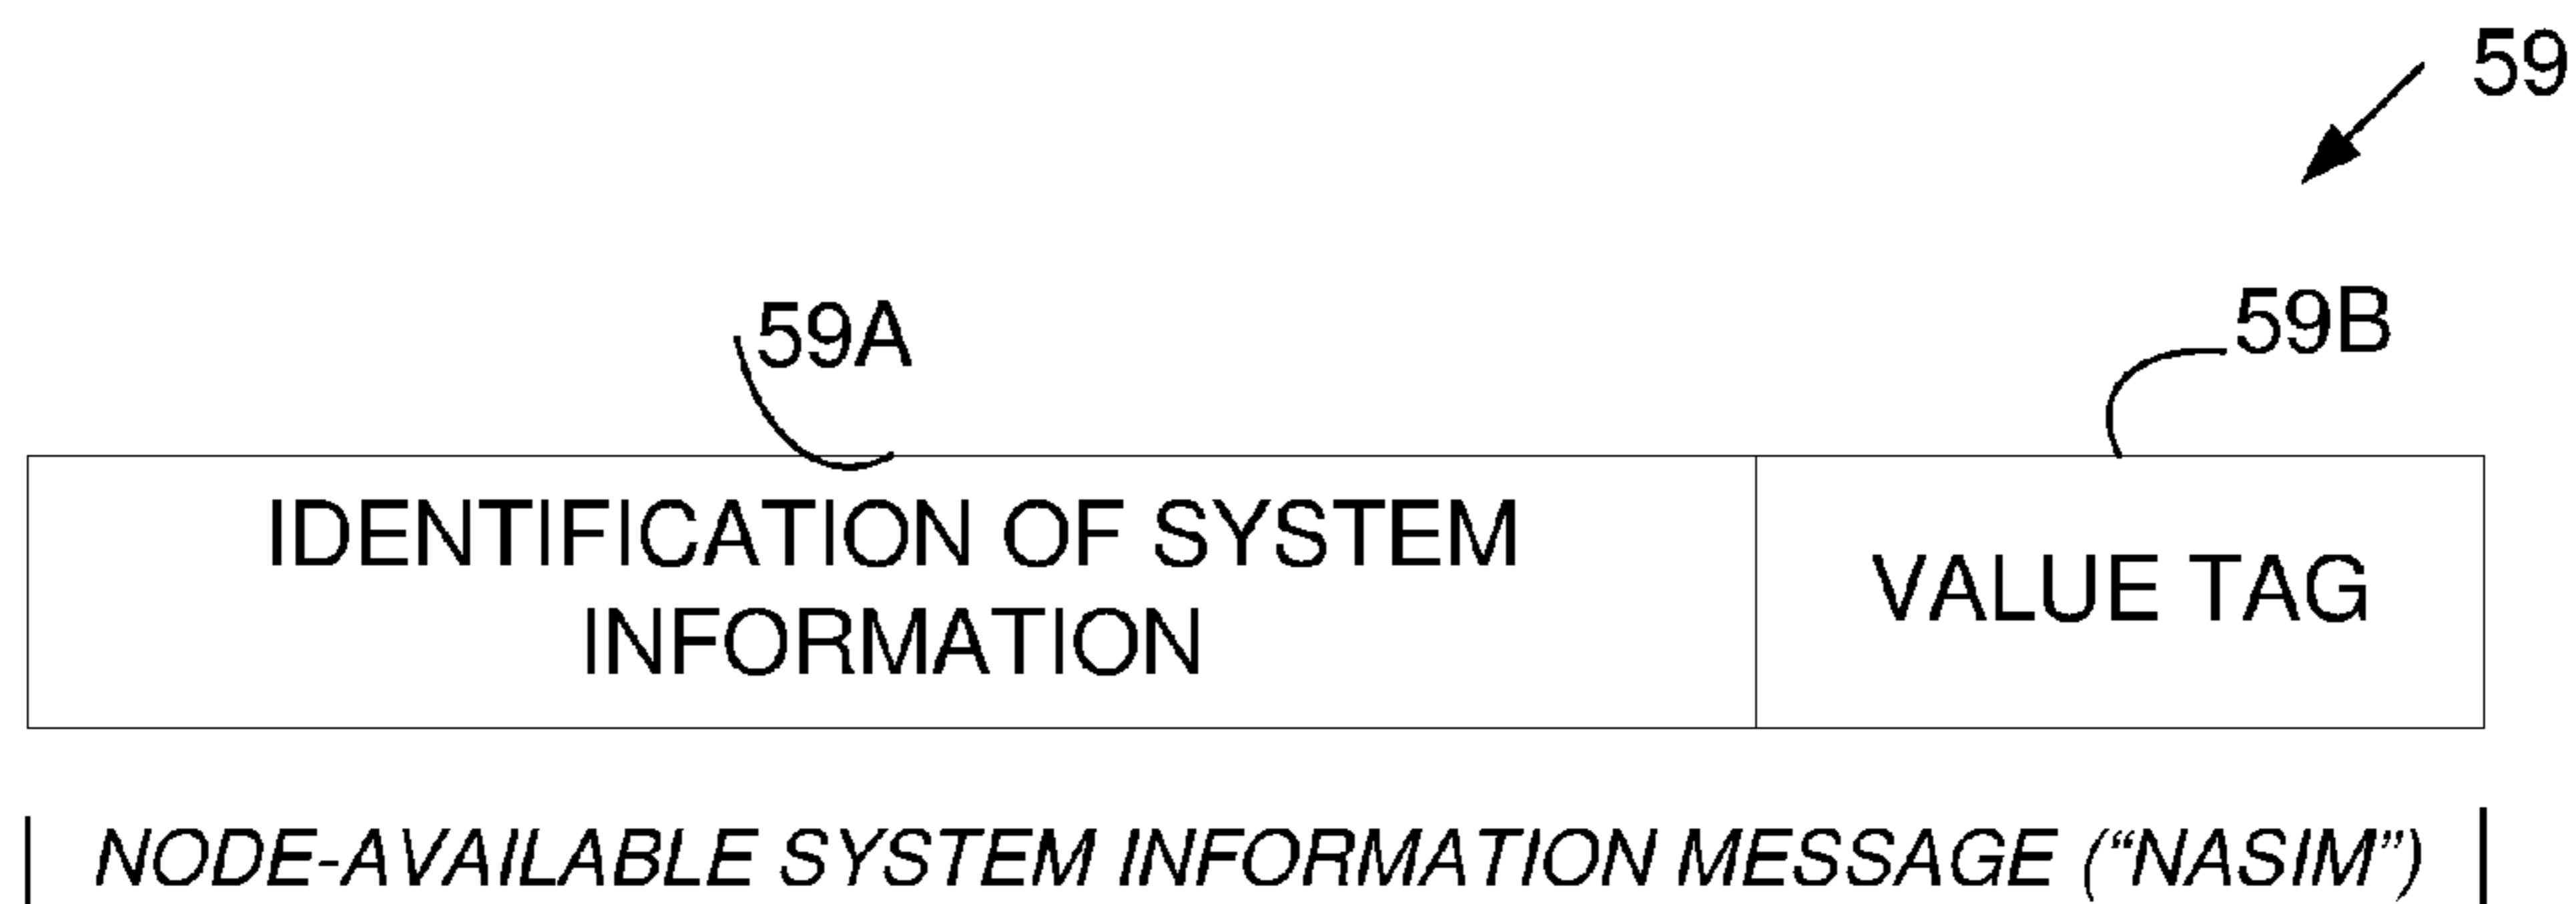 59
59A
59B
IDENTIFICATION OF SYSTEM
INFORMATION
VALUE TAG
NODE-AVAILABLE SYSTEM INFORMATION MESSAGE (“NASIM”)